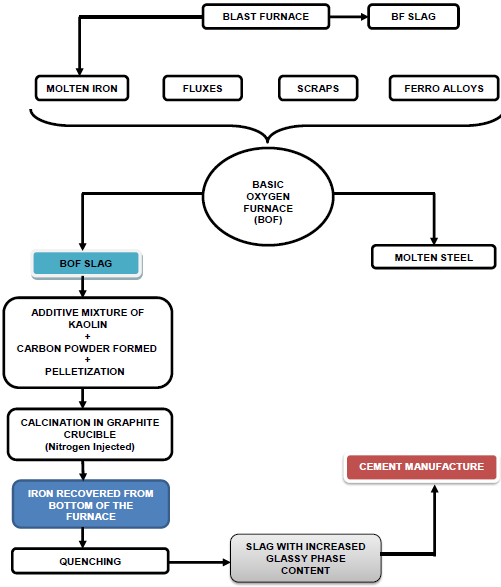 BLAST FURNACE
BF SLAG
MOLTEN IRON
FLUXES
SCRAPS
FERRO ALLOYS
BASIC
OXYGEN
FURNACE
(BOF)
BOF SLAG
MOLTEN STEEL
ADDITIVE MIXTURE OF
KAOLIN
+
CARBON POWDER FORMED
+
PELLETIZATION
CALCINATION IN GRAPHITE
CRUCIBLE
(Nitrogen Injected)
IRON RECOVERED FROM
BOTTOM OF THE
FURNACE
QUENCHING
SLAG WITH INCREASED
GLASSY PHASE
CONTENT
CEMENT MANUFACTURE